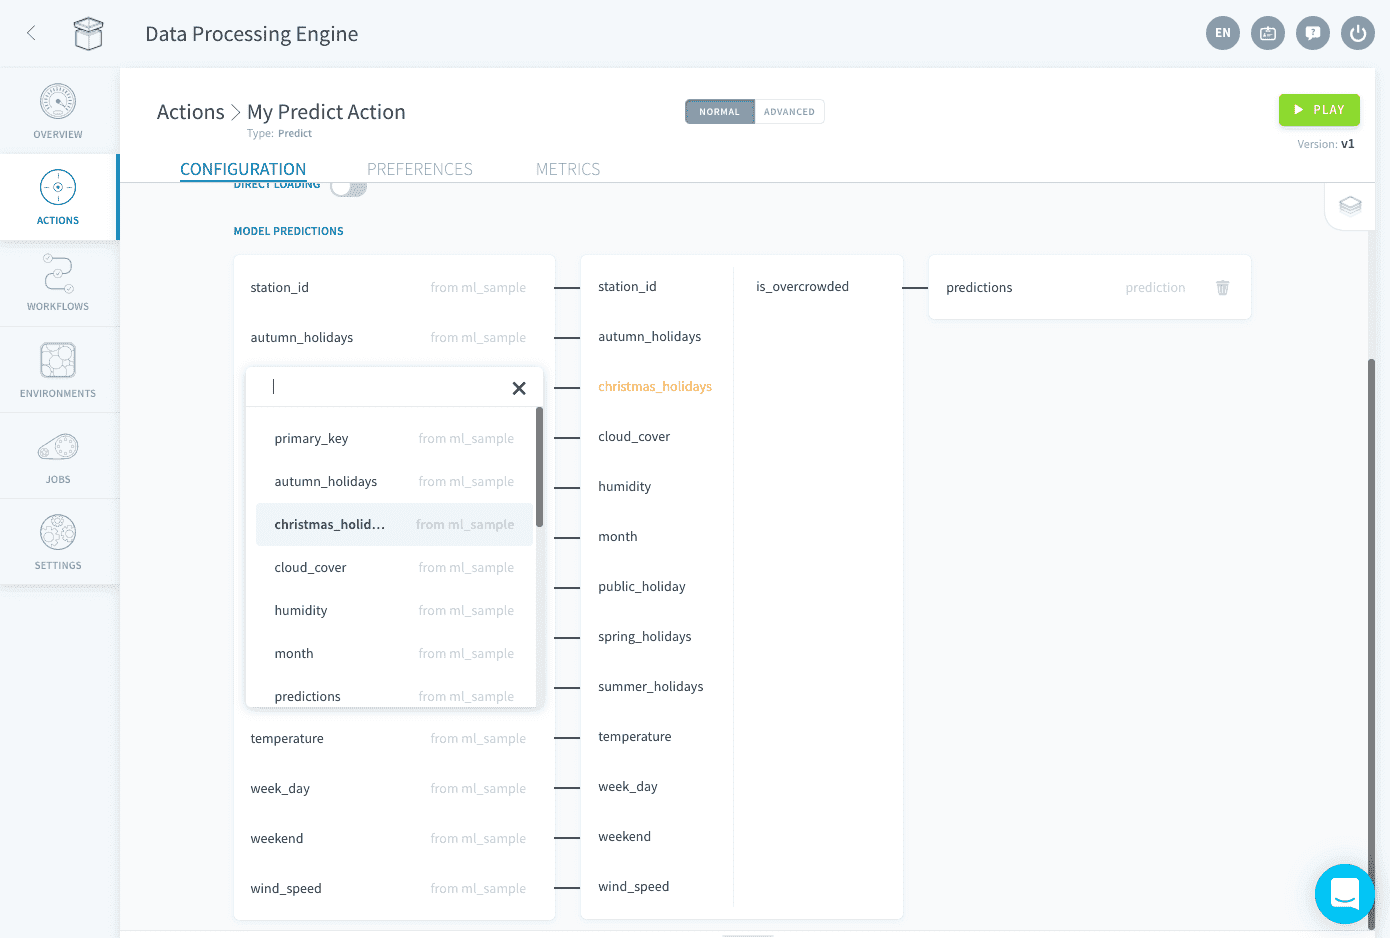 Data Processing Engine
EN
OVERVIEW
ACTIONS
WORKFLOWS
ENVIRONMENTS
JOBS
SETTINGS
Actions > My Predict Action
Type: Predict
NORMAL ADVANCED
PLAY
Version: v1
CONFIGURATION PREFERENCES METRICS
DIRECT LOADING
MODEL PREDICTIONS
station_id from ml_sample
autumn_holidays from ml_sample
primary_key from ml_sample
autumn_holidays from ml_sample
christmas_holid... from ml_sample
cloud_cover from ml_sample
humidity from ml_sample
month from ml_sample
predictions from ml_sample
temperature from ml_sample
week_day from ml_sample
weekend from ml_sample
wind_speed from ml_sample
station_id
autumn_holidays
christmas_holidays
cloud_cover
humidity
month
public_holiday
spring_holidays
summer_holidays
temperature
week_day
weekend
wind_speed
is_overcrowded
predictions prediction